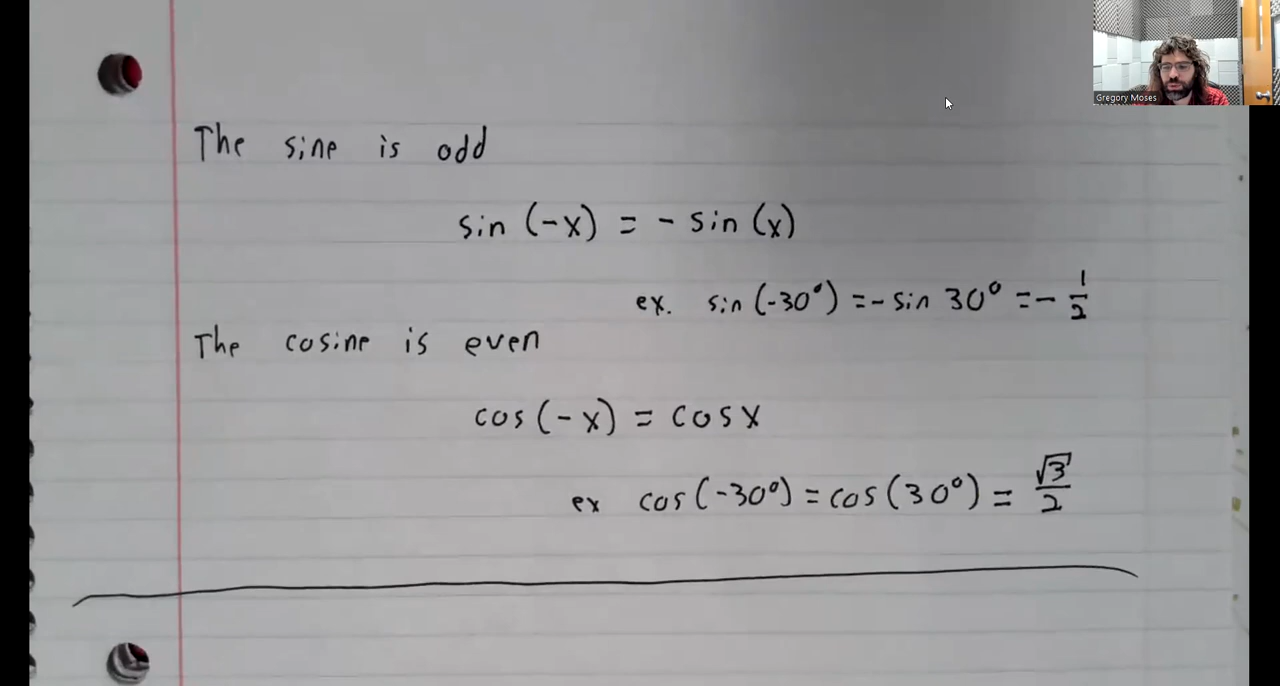 Gregory Moses
The sine is odd
sin (-x) = - sin (x)
ex. sin (-30°) = - sin 30° = - 1/2
The cosine is even
cos (-x) = cos x
ex cos (-30°) = cos (30°) = √3/2